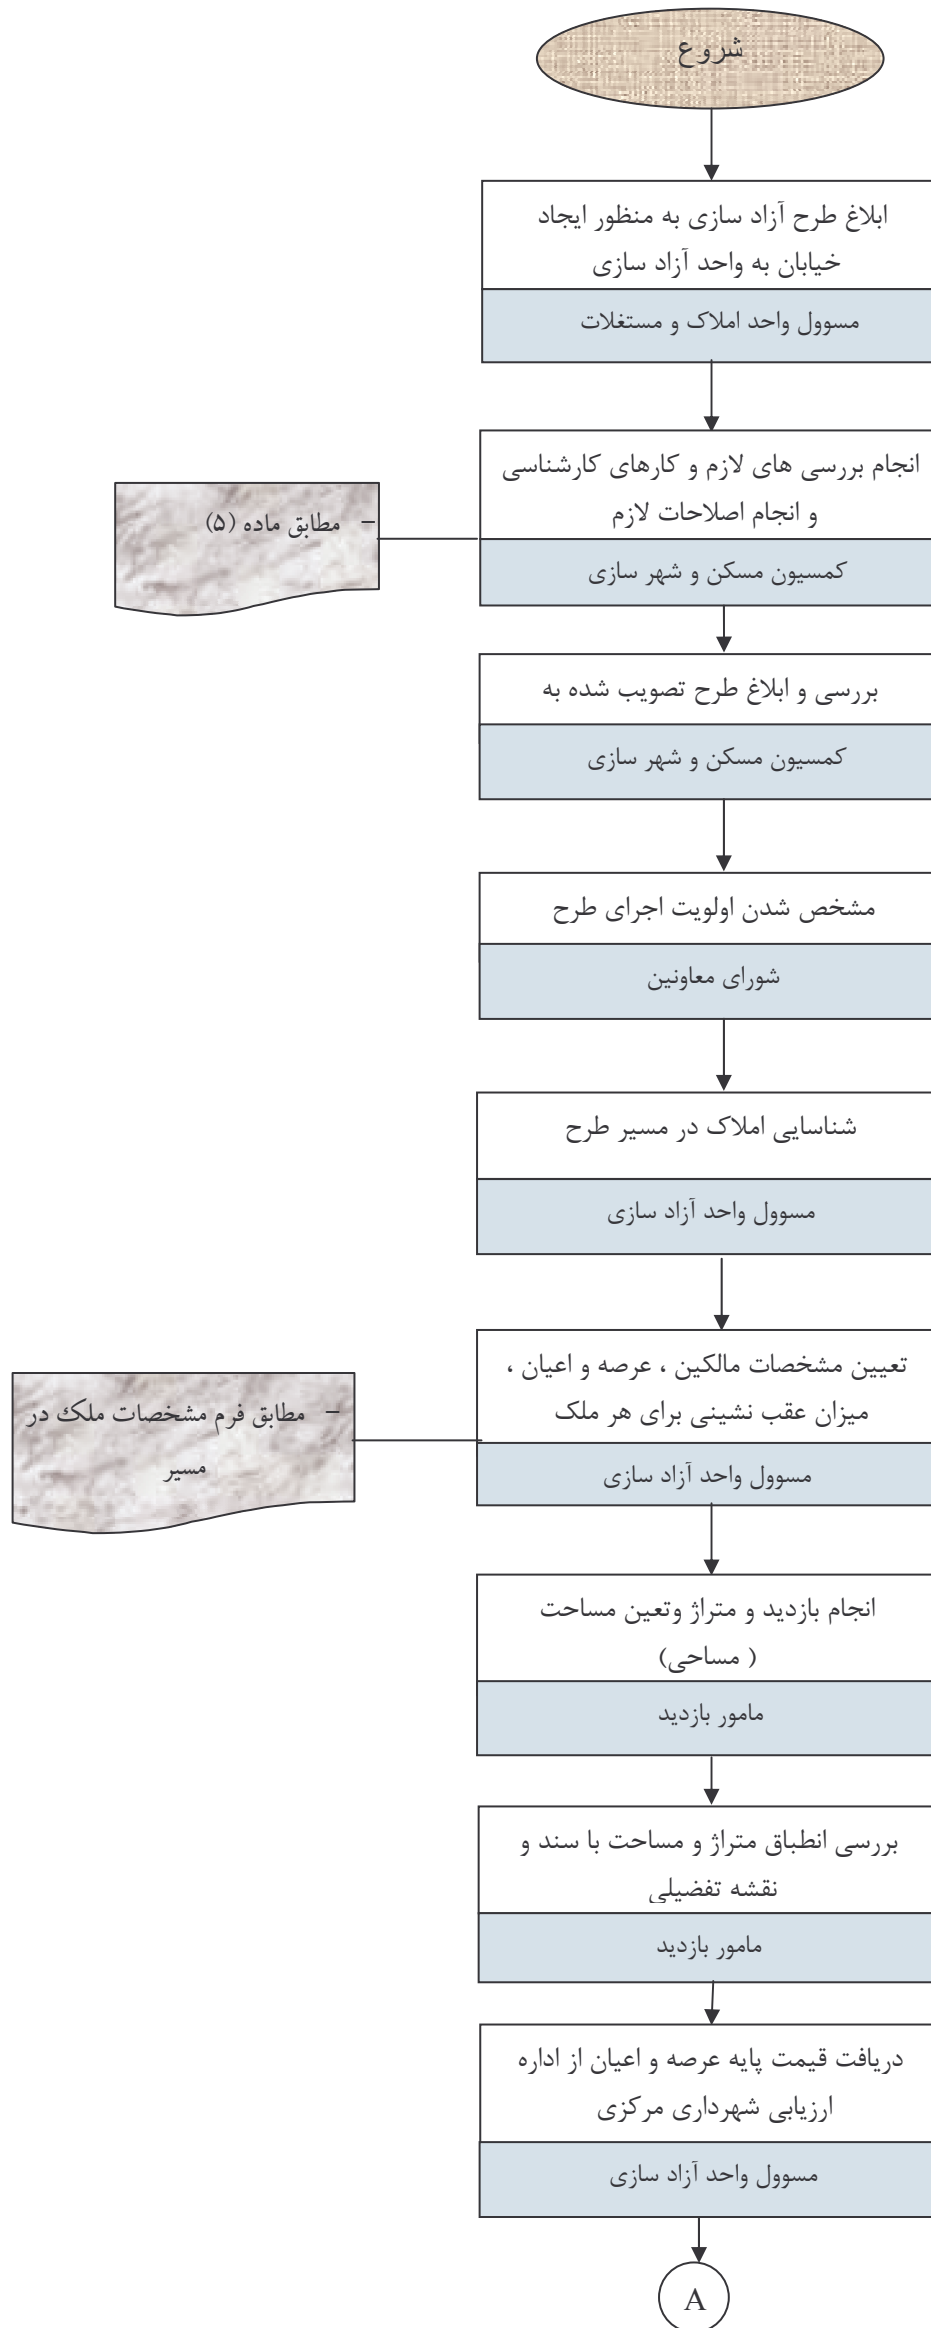 شروع
ابلاغ طرح آزاد سازی به منظور ایجاد
خیابان به واحد آزاد سازی
مسوول واحد املاک و مستغلات
انجام بررسی های لازم و کارهای کارشناسی
و انجام اصلاحات لازم
کمسیون مسکن و شهر سازی
- مطابق ماده (۵)
بررسی و ابلاغ طرح تصویب شده به
کمسیون مسکن و شهر سازی
مشخص شدن اولویت اجرای طرح
شورای معاونین
شناسایی املاک در مسیر طرح
مسوول واحد آزاد سازی
تعیین مشخصات مالکین ، عرصه و اعیان ،
میزان عقب نشینی برای هر ملک
مسوول واحد آزاد سازی
- مطابق فرم مشخصات ملک در
مسیر
انجام بازدید و متراژ وتعین مساحت
( مساحی)
مامور بازدید
بررسی انطباق متراژ و مساحت با سند و
نقشه تفضیلی
مامور بازدید
دریافت قیمت پایه عرصه و اعیان از اداره
ارزیابی شهرداری مرکزی
مسوول واحد آزاد سازی
A